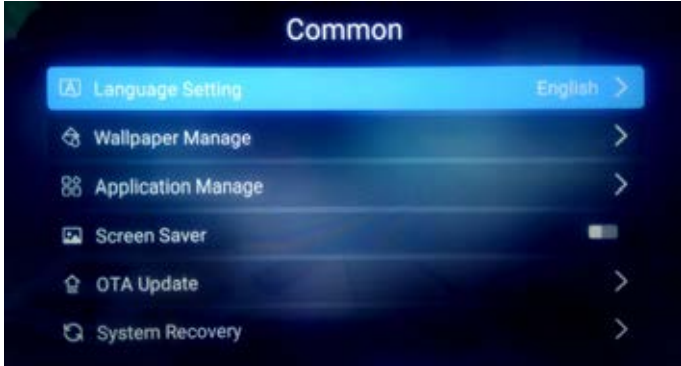 Common
Language Setting English
Wallpaper Manage
Application Manage
Screen Saver
OTA Update
System Recovery